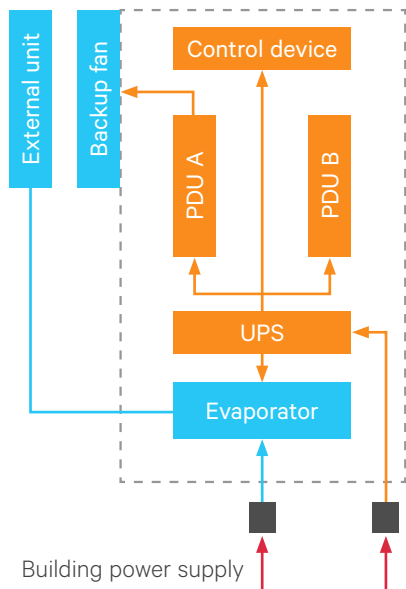 External unit
Backup fan
Control device
PDU A
PDU B
UPS
Evaporator
Building power supply